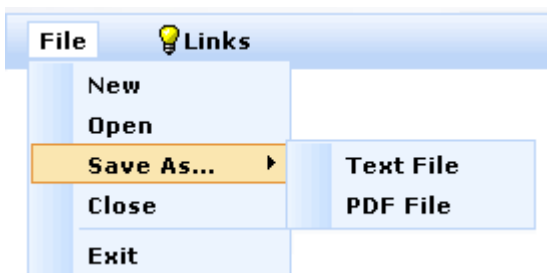 File Links
New
Open
Save As... Text File
Close PDF File
Exit